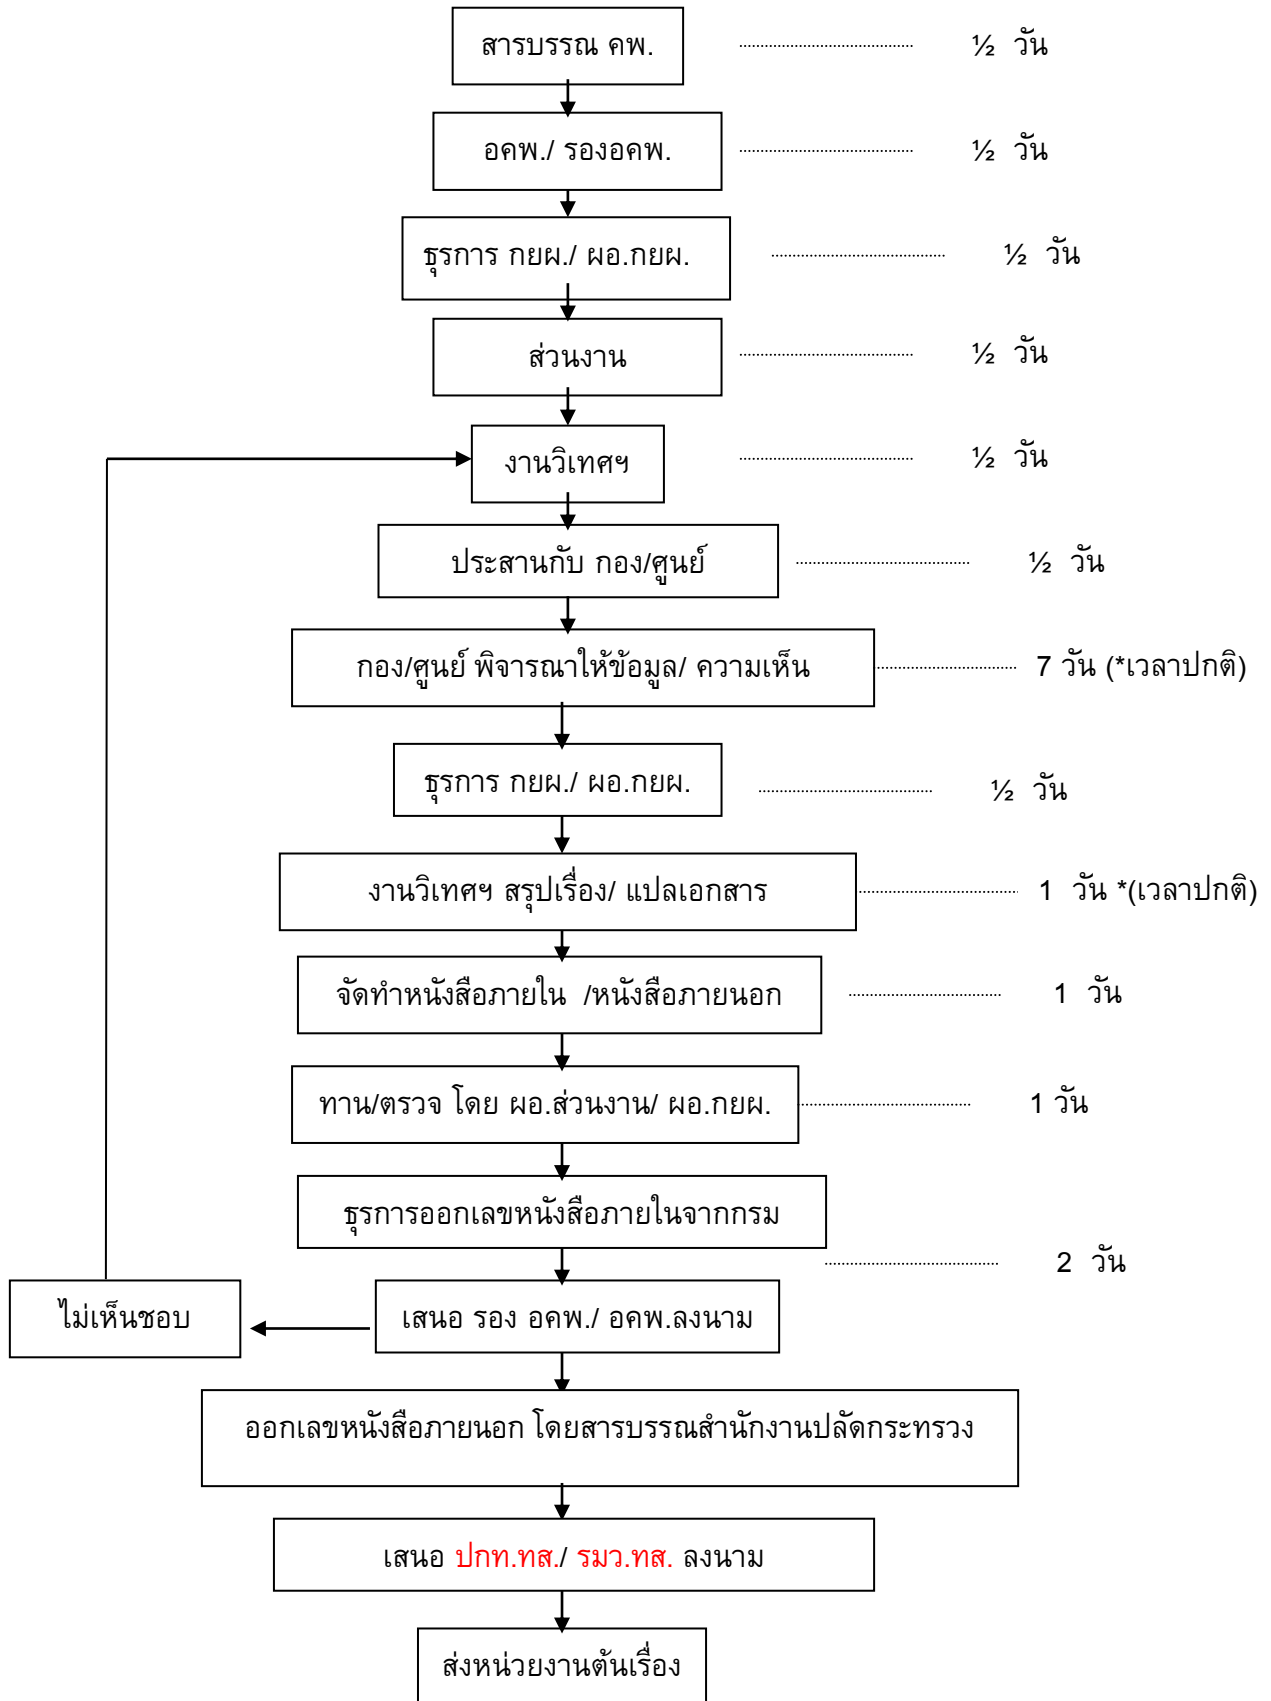 สารบรรณ คพ. ½ วัน
อคพ./ รองอคพ. ½ วัน
ธุรการ กยผ./ ผอ.กยผ. ½ วัน
ส่วนงาน ½ วัน
งานวิเทศฯ ½ วัน
ประสานกับ กอง/ศูนย์ ½ วัน
กอง/ศูนย์ พิจารณาให้ข้อมูล/ ความเห็น 7 วัน (*เวลาปกติ)
ธุรการ กยผ./ ผอ.กยผ. ½ วัน
งานวิเทศฯ สรุปเรื่อง/ แปลเอกสาร 1 วัน *(เวลาปกติ)
จัดทำหนังสือภายใน /หนังสือภายนอก 1 วัน
ทาน/ตรวจ โดย ผอ.ส่วนงาน/ ผอ.กยผ. 1 วัน
ธุรการออกเลขหนังสือภายในจากกรม
2 วัน
ไม่เห็นชอบ เสนอ รอง อคพ./ อคพ.ลงนาม
ออกเลขหนังสือภายนอก โดยสารบรรณสำนักงานปลัดกระทรวง
เสนอ ปกท.ทส./ รมว.ทส. ลงนาม
ส่งหน่วยงานต้นเรื่อง